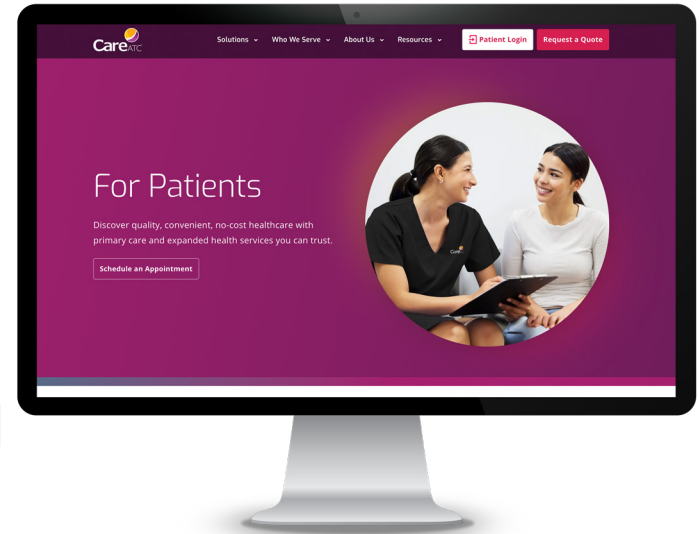 CareATC
Solutions
Who We Serve
About Us
Resources
Patient Login
Request a Quote
For Patients
Discover quality, convenient, no-cost healthcare with
primary care and expanded health services you can trust.
Schedule an Appointment
Care